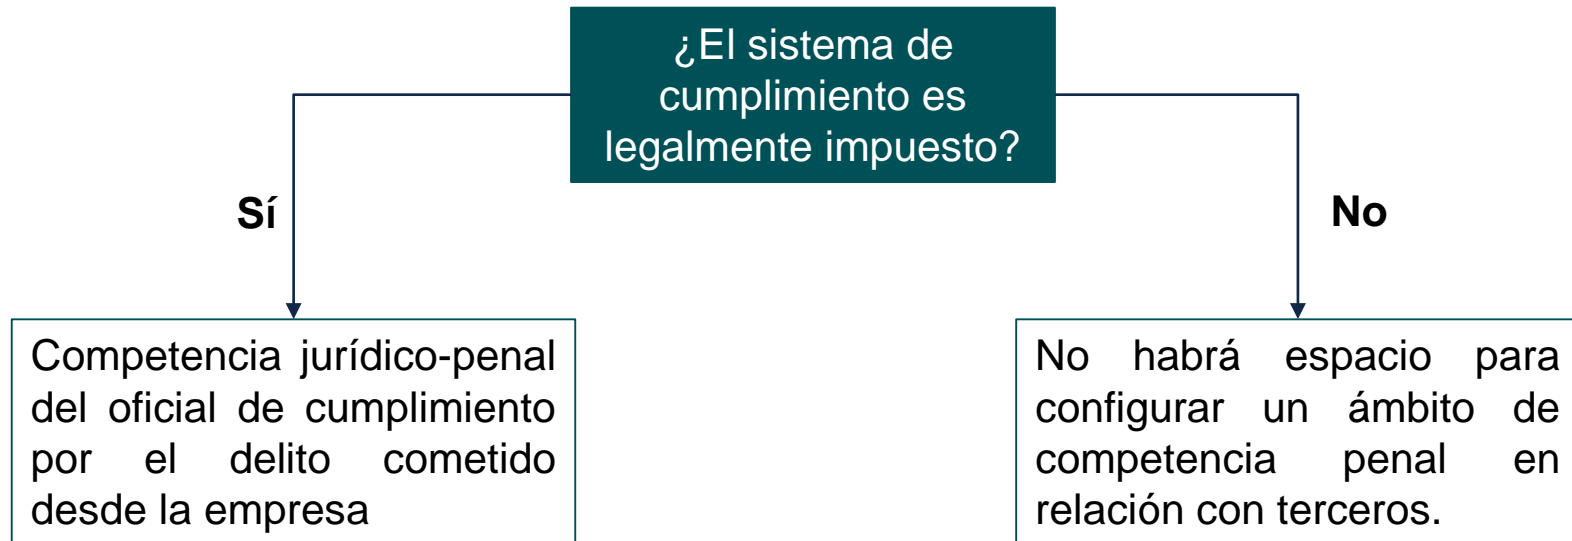 ¿El sistema de
cumplimiento es
legalmente impuesto?
Sí
No
Competencia jurídico-penal
del oficial de cumplimiento
por el delito cometido
desde la empresa
No habrá espacio para
configurar un ámbito de
competencia penal en
relación con terceros.